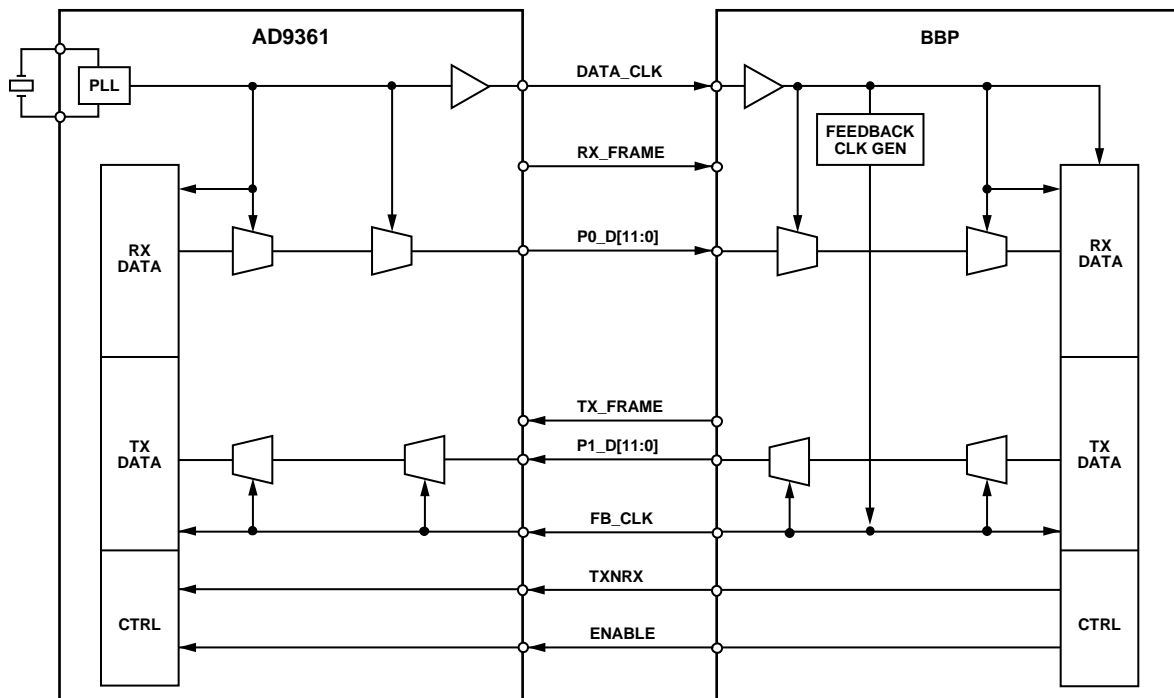 AD9361
BBP
PLL
DATA_CLK
FEEDBACK
CLK GEN
RX_FRAME
RX
DATA
P0_D[11:0]
RX
DATA
TX_FRAME
TX
DATA
P1_D[11:0]
TX
DATA
FB_CLK
TXNRX
CTRL
CTRL
ENABLE